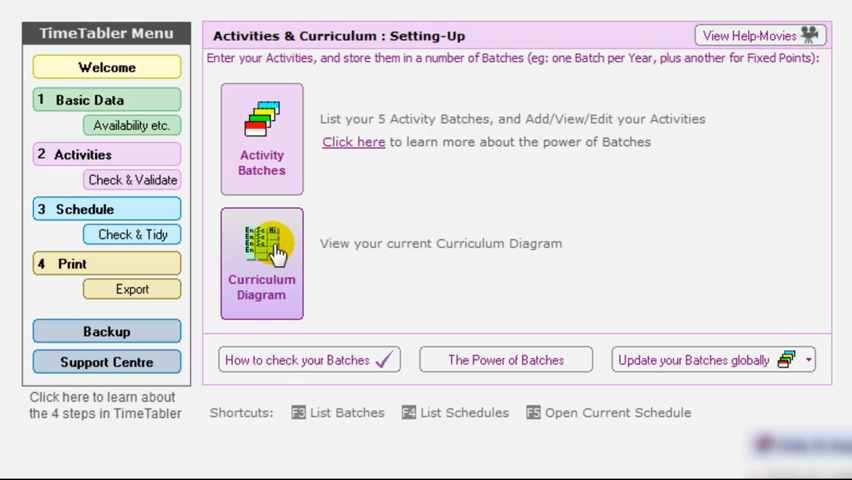 TimeTabler Menu
Welcome
1 Basic Data
Availability etc.
2 Activities
Check & Validate
3 Schedule
Check & Tidy
4 Print
Export
Backup
Support Centre
Click here to learn about
the 4 steps in TimeTabler
Activities & Curriculum : Setting-Up
View Help-Movies
Enter your Activities, and store them in a number of Batches (eg: one Batch per Year, plus another for Fixed Points):
Activity
Batches
List your 5 Activity Batches, and Add/View/Edit your Activities
Click here to learn more about the power of Batches
Curriculum
Diagram
View your current Curriculum Diagram
How to check your Batches
The Power of Batches
Update your Batches globally
Shortcuts: F3 List Batches F4 List Schedules F5 Open Current Schedule